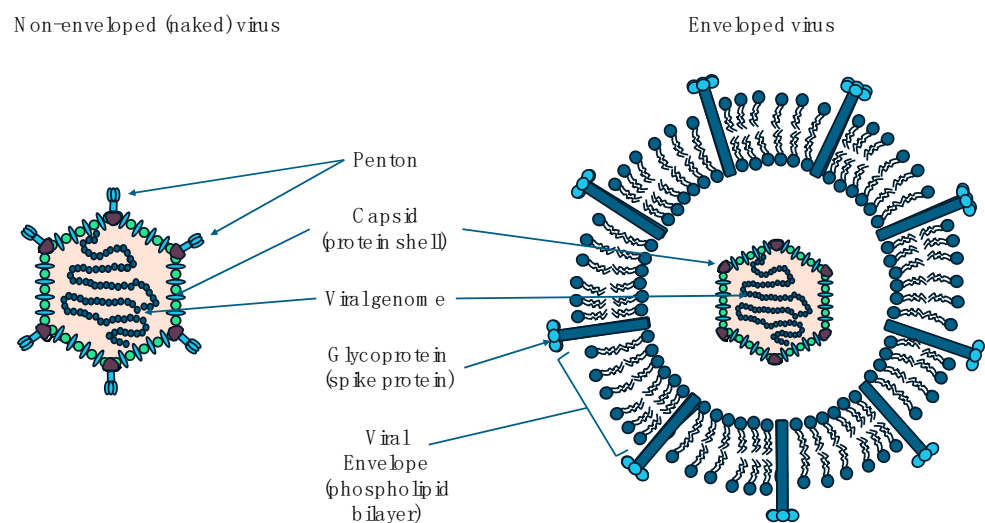 Non-enveloped (naked) virus
Enveloped virus
Penton
Capsid
(protein shell)
Viral genome
Glycoprotein
(spike protein)
Viral
Envelope
(phospholipid
bilayer)